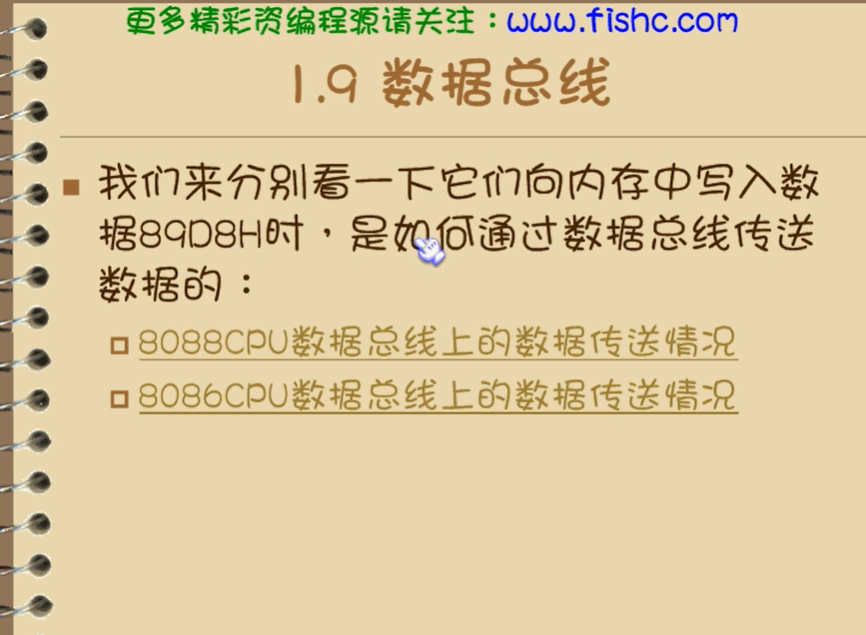 更多精彩资编程源请关注：www.fishc.com
1.9 数据总线
我们来分别看一下它们向内存中写入数
据89D8H时，是如何通过数据总线传送
数据的：
8088CPU数据总线上的数据传送情况
8086CPU数据总线上的数据传送情况